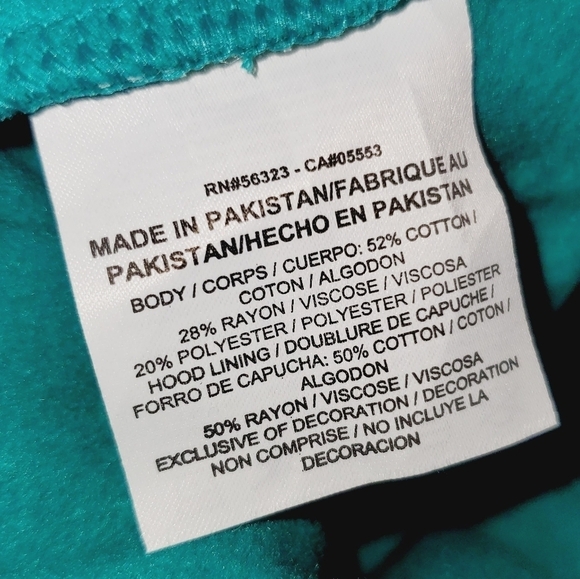 RN#56323 - CA#05553
MADE IN PAKISTAN/FABRIQUE AU
PAKISTAN/HECHO EN PAKISTAN
BODY / CORPS / CUERPO: 52% COTTON /
COTON / ALGODON
28% RAYON / VISCOSE / VISCOSA
20% POLYESTER / POLYESTER / POLIESTER
HOOD LINING / DOUBLURE DE CAPUCHE /
FORRO DE CAPUCHA: 50% COTTON / COTON /
ALGODON
50% RAYON / VISCOSE / VISCOSA
EXCLUSIVE OF DECORATION / DECORATION
NON COMPRISE / NO INCLUYE LA
DECORACION